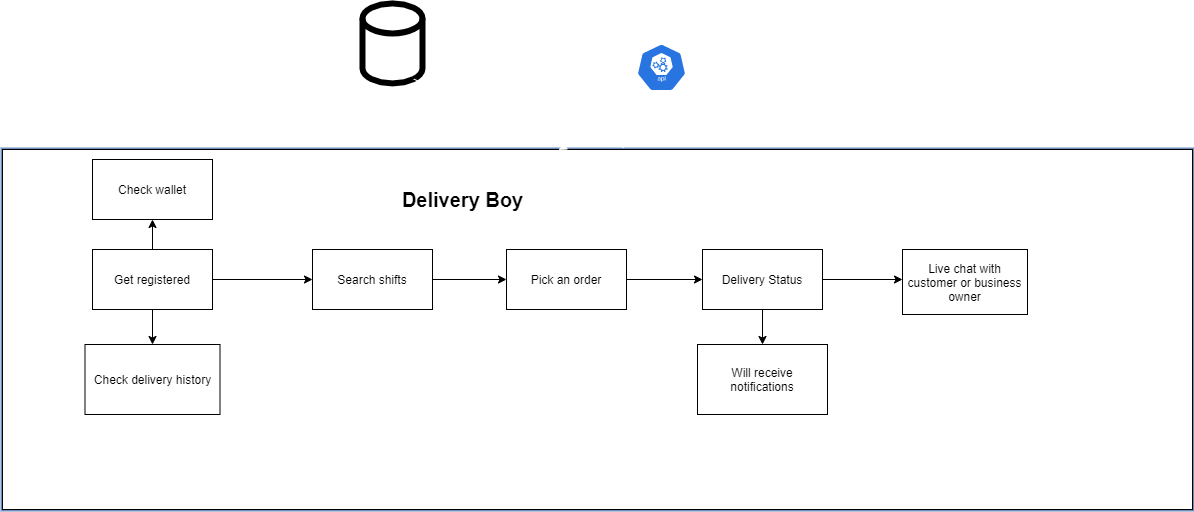 api
Check wallet
Delivery Boy
Get registered
Search shifts
Pick an order
Delivery Status
Live chat with
customer or business
owner
Check delivery history
Will receive
notifications